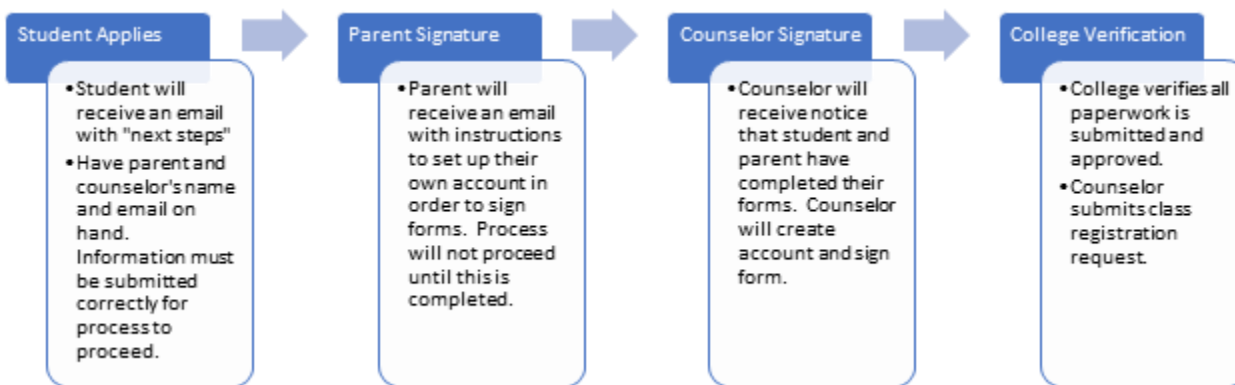 Student Applies
•Student will
receive an email
with "next steps"
•Have parent and
counselor's name
and email on
hand.
Information must
be submitted
correctly for
process to
proceed.
Parent Signature
•Parent will
receive an email
with instructions
to set up their
own account in
order to sign
forms. Process
will not proceed
until this is
completed.
Counselor Signature
•Counselor will
receive notice
that student and
parent have
completed their
forms. Counselor
will create
account and sign
form.
College Verification
•College verifies all
paperwork is
submitted and
approved.
•Counselor
submits class
registration
request.